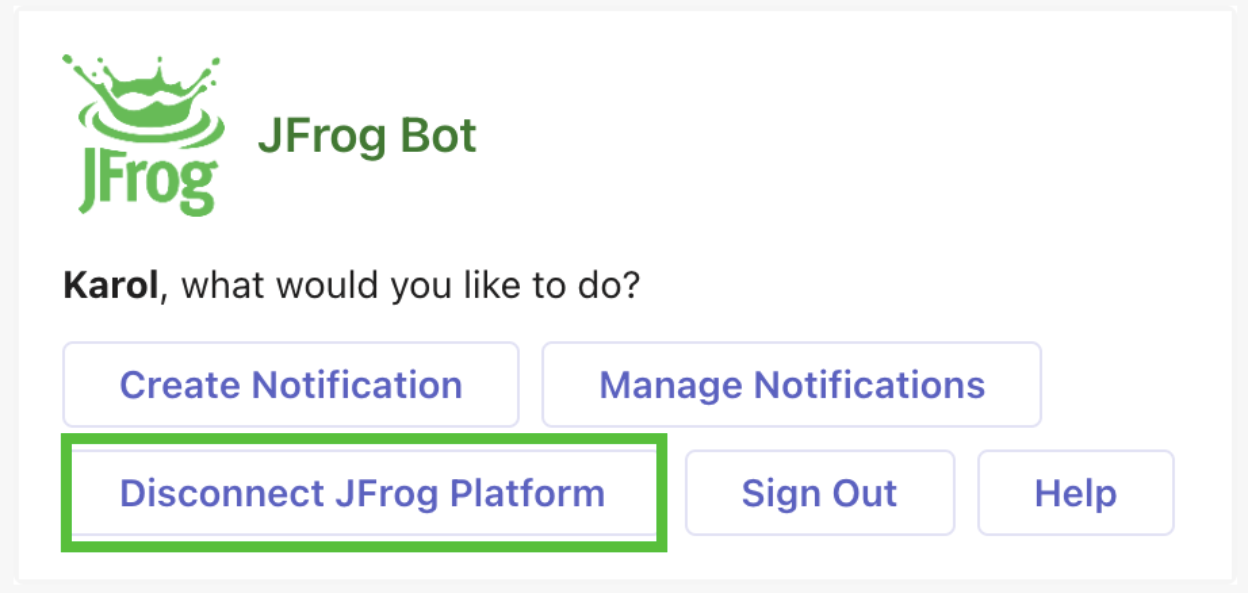 JFrog
JFrog Bot
Karol, what would you like to do?
Create Notification
Manage Notifications
Disconnect JFrog Platform
Sign Out
Help